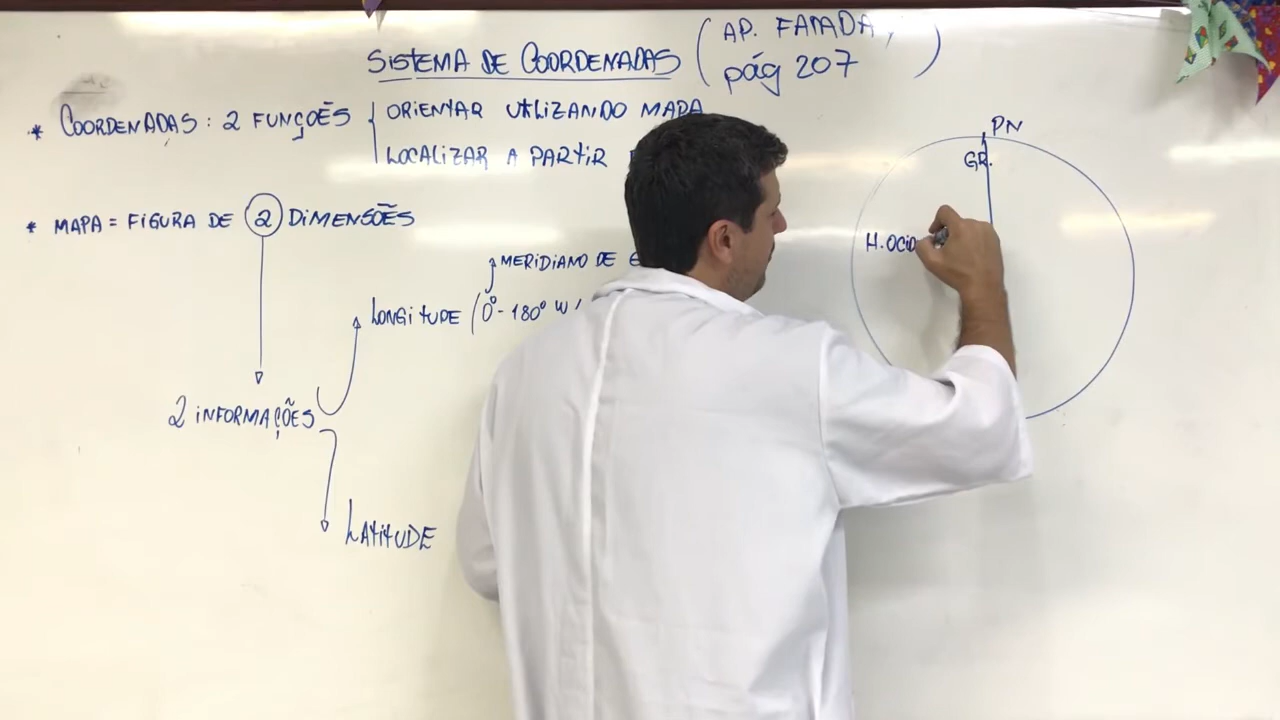 SISTEMA DE COORDENADAS (AP. FAIADA,
pág 207)
* COORDENADAS: 2 FUNÇÕES
ORIENTAR UTILIZANDO MAPA
LOCALIZAR A PARTIR
* MAPA = FIGURA DE 2 DIMENSÕES
MERIDIANO DE
LONGITUDE (0° - 180° W/
2 INFORMAÇÕES
LATITUDE
PN
GR.
H. OCID